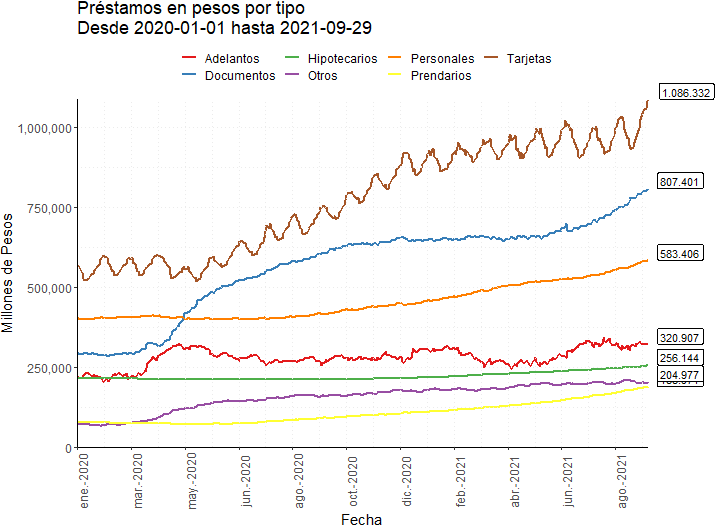 Préstamos en pesos por tipo
Desde 2020-01-01 hasta 2021-09-29
Adelantos Hipotecarios Personales Tarjetas
Documentos Otros Prendarios
Millones de Pesos
1,000,000
750,000
500,000
250,000
0
1.086.332
807.401
583.406
320.907
256.144
204.977
ene.-2020
mar.-2020
may.-2020
jul.-2020
ago.-2020
oct.-2020
dic.-2020
feb.-2021
abr.-2021
jun.-2021
ago.-2021
Fecha